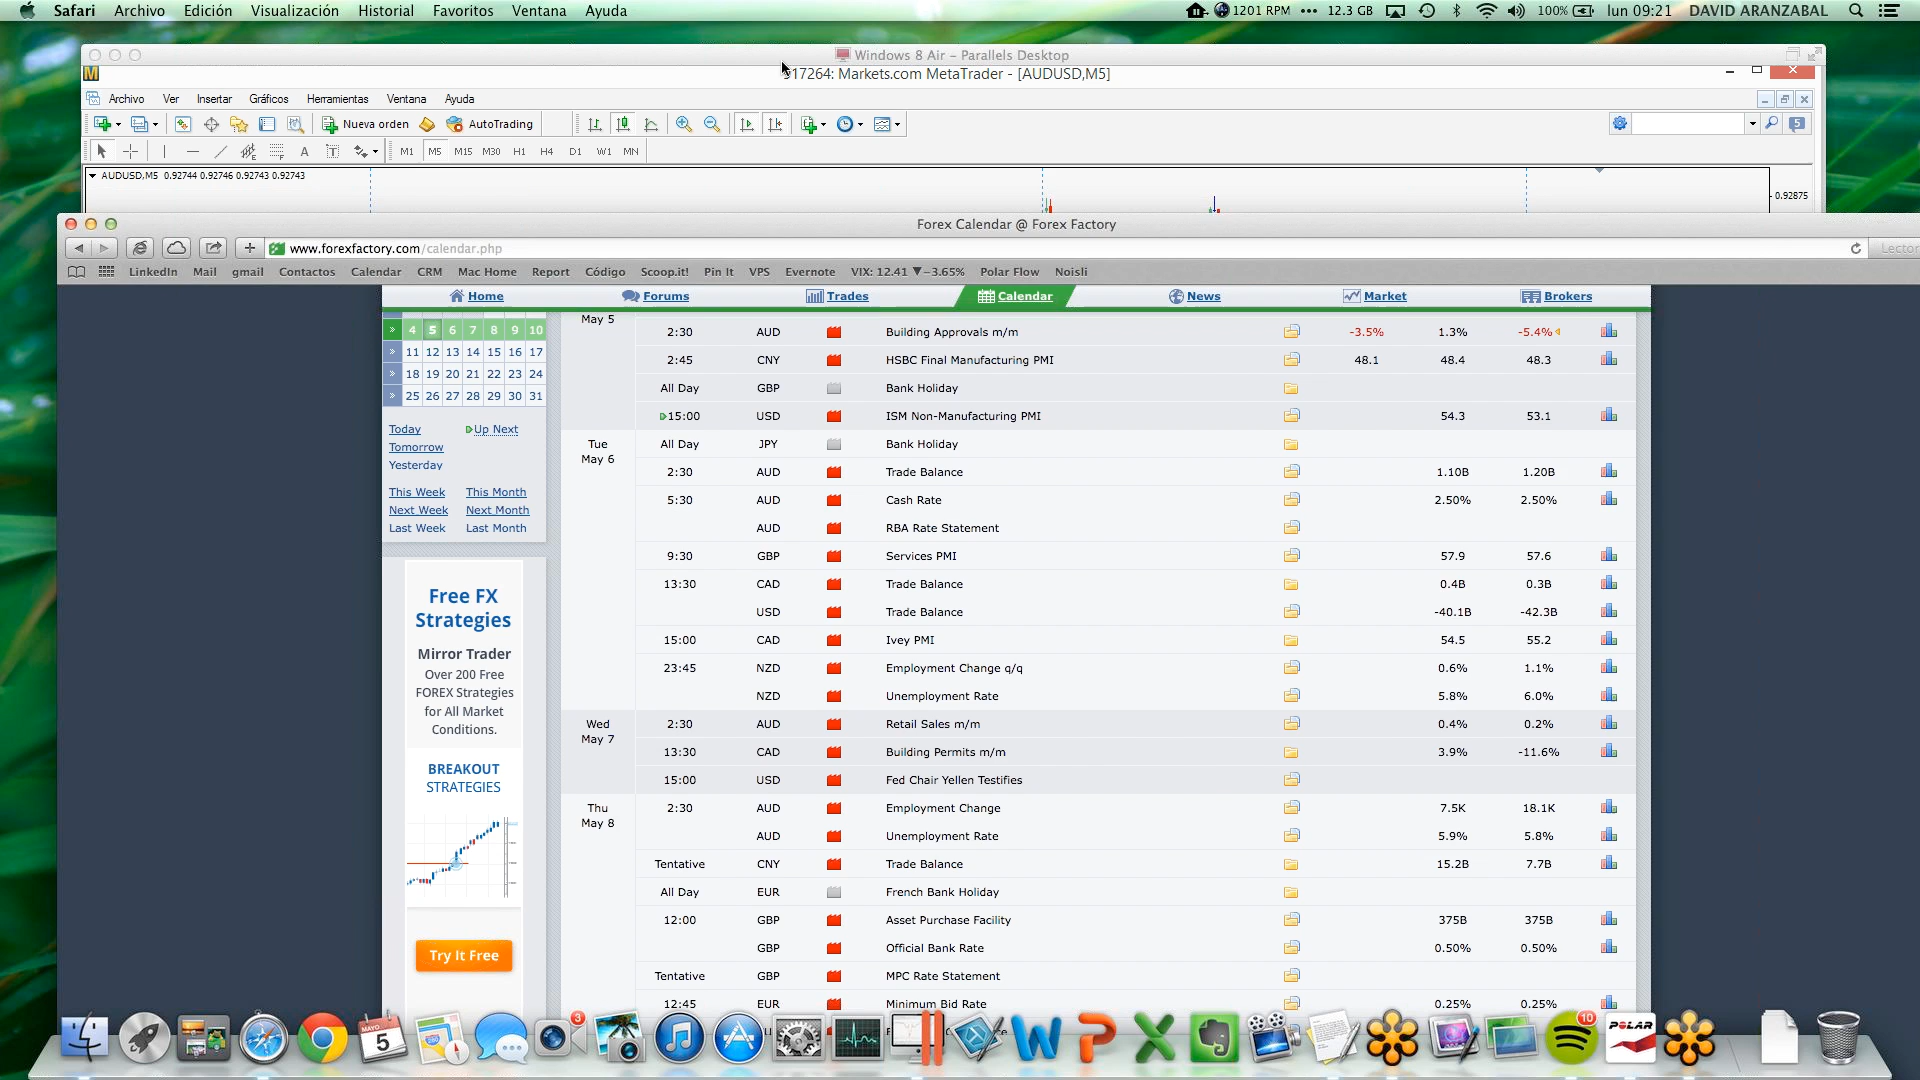 Safari Archivo Edición Visualización Historial Favoritos Ventana Ayuda 1201 RPM 12.3 GB 100% lun 09:21 DAVID ARANZABAL
Windows 8 Air – Parallels Desktop
917264: Markets.com MetaTrader - [AUDUSD,M5]
Archivo Ver Insertar Gráficos Herramientas Ventana Ayuda
Nueva orden AutoTrading 5
A T M1 M5 M15 M30 H1 H4 D1 W1 MN
AUDUSD,M5 0.92744 0.92746 0.92743 0.92743
0.92875
Forex Calendar @ Forex Factory
www.forexfactory.com/calendar.php Lector
LinkedIn Mail gmail Contactos Calendar CRM Mac Home Report Código Scoop.it! Pin It VPS Evernote VIX: 12.41 ▼−3.65% Polar Flow Noisli
Home Forums Trades Calendar News Market Brokers
» 4 5 6 7 8 9 10
» 11 12 13 14 15 16 17
» 18 19 20 21 22 23 24
» 25 26 27 28 29 30 31
Today Up Next
Tomorrow
Yesterday
This Week This Month
Next Week Next Month
Last Week Last Month
Free FX
Strategies
Mirror Trader
Over 200 Free
FOREX Strategies
for All Market
Conditions.
BREAKOUT
STRATEGIES
Try It Free
May 5
2:30 AUD Building Approvals m/m -3.5% 1.3% -5.4%
2:45 CNY HSBC Final Manufacturing PMI 48.1 48.4 48.3
All Day GBP Bank Holiday
15:00 USD ISM Non-Manufacturing PMI 54.3 53.1
Tue
May 6
All Day JPY Bank Holiday
2:30 AUD Trade Balance 1.10B 1.20B
5:30 AUD Cash Rate 2.50% 2.50%
AUD RBA Rate Statement
9:30 GBP Services PMI 57.9 57.6
13:30 CAD Trade Balance 0.4B 0.3B
USD Trade Balance -40.1B -42.3B
15:00 CAD Ivey PMI 54.5 55.2
23:45 NZD Employment Change q/q 0.6% 1.1%
NZD Unemployment Rate 5.8% 6.0%
Wed
May 7
2:30 AUD Retail Sales m/m 0.4% 0.2%
13:30 CAD Building Permits m/m 3.9% -11.6%
15:00 USD Fed Chair Yellen Testifies
Thu
May 8
2:30 AUD Employment Change 7.5K 18.1K
AUD Unemployment Rate 5.9% 5.8%
Tentative CNY Trade Balance 15.2B 7.7B
All Day EUR French Bank Holiday
12:00 GBP Asset Purchase Facility 375B 375B
GBP Official Bank Rate 0.50% 0.50%
Tentative GBP MPC Rate Statement
12:45 EUR Minimum Bid Rate 0.25% 0.25%
MAYO
5
3
10
POLAR